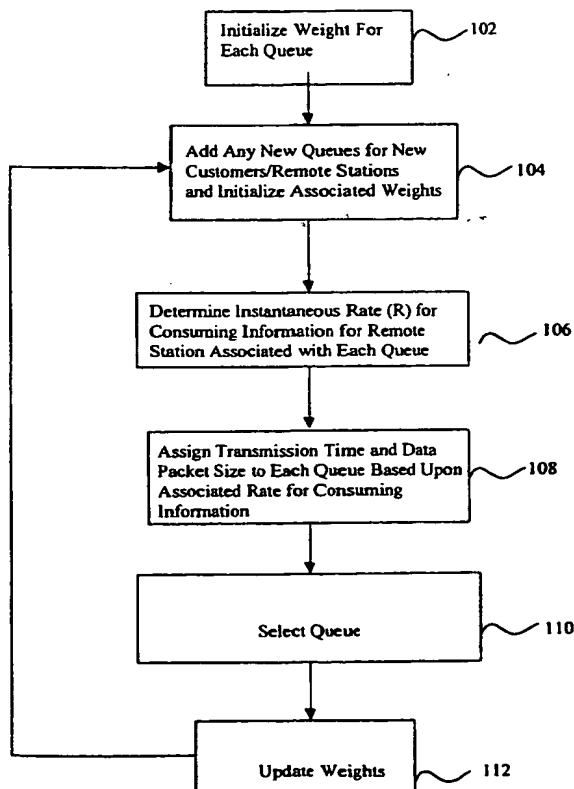 Initialize Weight For
Each Queue
102
Add Any New Queues for New
Customers/Remote Stations
and Initialize Associated Weights
104
Determine Instantaneous Rate (R) for
Consuming Information for Remote
Station Associated with Each Queue
106
Assign Transmission Time and Data
Packet Size to Each Queue Based Upon
Associated Rate for Consuming
Information
108
Select Queue
110
Update Weights
112